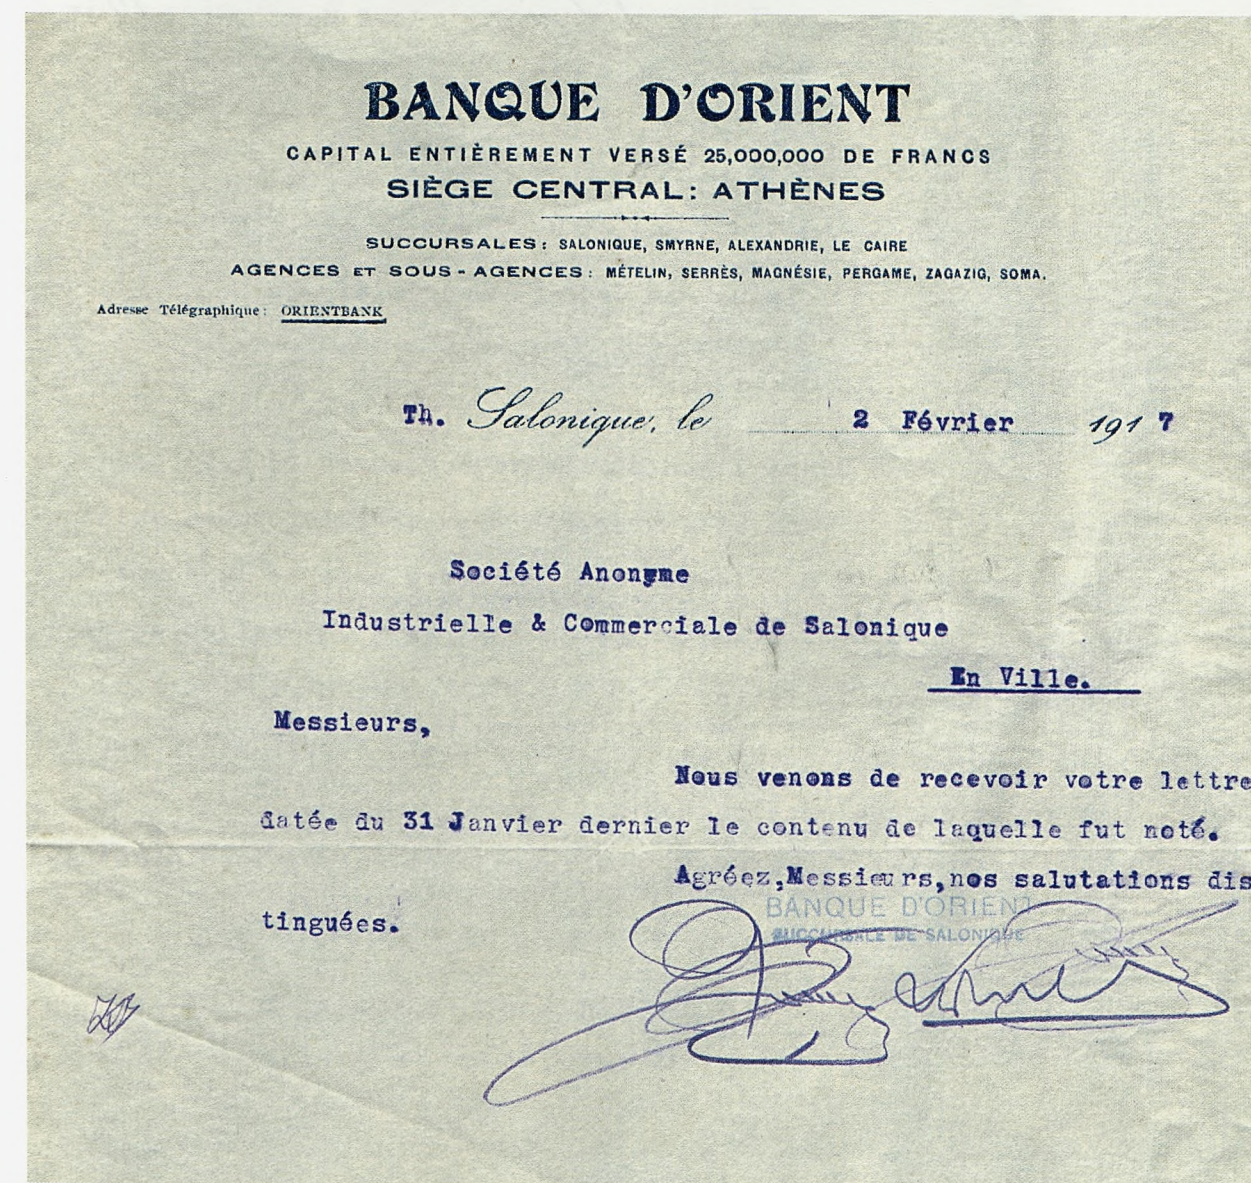 BANQUE D'ORIENT
CAPITAL ENTIÈREMENT VERSÉ 25,000,000 DE FRANCS
SIÈGE CENTRAL: ATHÈNES
SUCCURSALES: SALONIQUE, SMYRNE, ALEXANDRIE, LE CAIRE
AGENCES ET SOUS-AGENCES: MÉTELIN, SERRÈS, MAGNÉSIE, PERGAME, ZAGAZIG, SOMA.
Adresse Télégraphique: ORIENTBANK
Th. Salonique, le 2 Février 1917
Société Anonyme
Industrielle & Commerciale de Salonique
En Ville.
Messieurs,
Nous venons de recevoir votre lettre
datée du 31 Janvier dernier le contenu de laquelle fut noté.
Agréez,Messieurs,nos salutations dis
tinguées.
BANQUE D'ORIENT
SUCCURSALE DE SALONIQUE